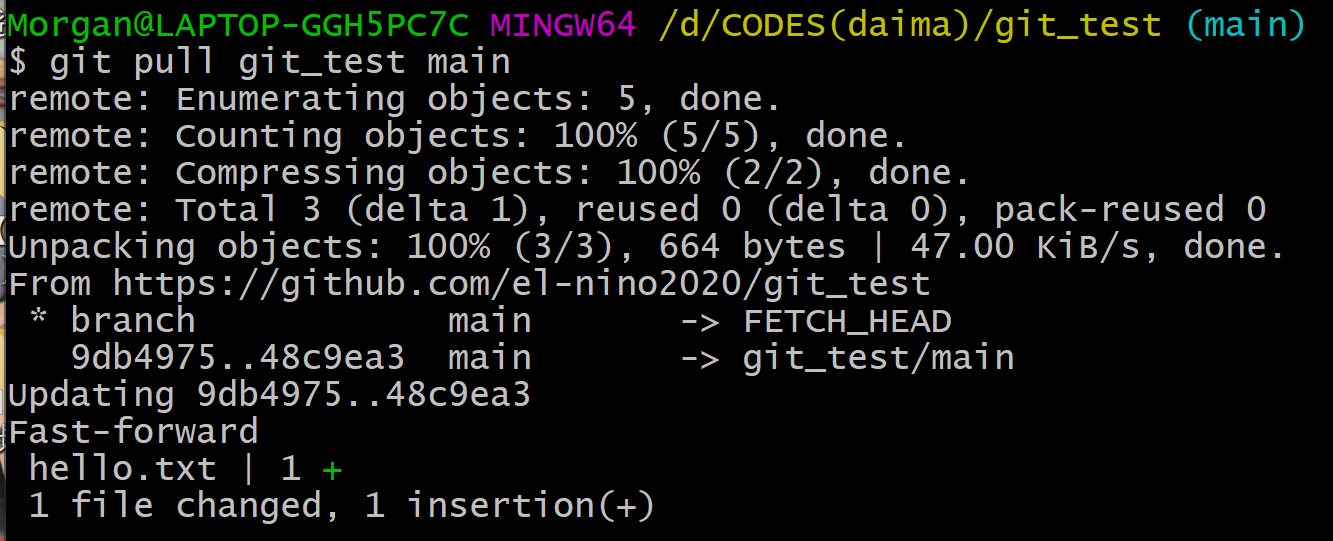 Morgan@LAPTOP-GGH5PC7C MINGW64 /d/CODES(daima)/git_test (main)
$ git pull git_test main
remote: Enumerating objects: 5, done.
remote: Counting objects: 100% (5/5), done.
remote: Compressing objects: 100% (2/2), done.
remote: Total 3 (delta 1), reused 0 (delta 0), pack-reused 0
Unpacking objects: 100% (3/3), 664 bytes | 47.00 KiB/s, done.
From https://github.com/el-nino2020/git_test
 * branch            main       -> FETCH_HEAD
   9db4975..48c9ea3  main       -> git_test/main
Updating 9db4975..48c9ea3
Fast-forward
 hello.txt | 1 +
 1 file changed, 1 insertion(+)